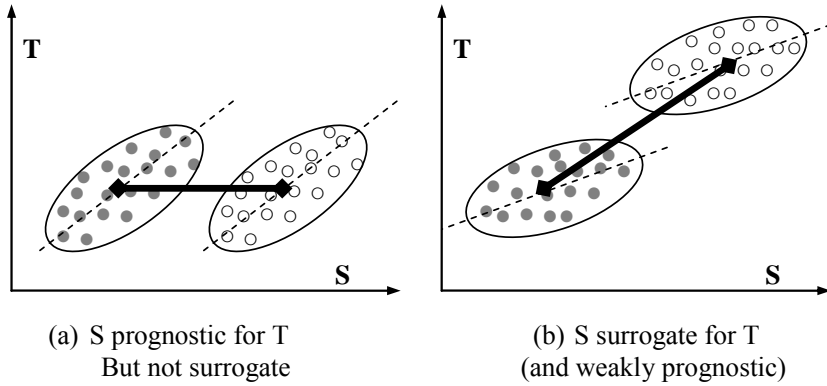 T
S
(a) S prognostic for T
But not surrogate
T
S
(b) S surrogate for T
(and weakly prognostic)